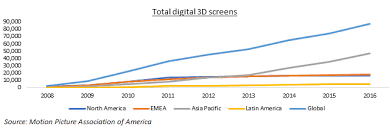 Total digital 3D screens
90,000
80,000
70,000
60,000
50,000
40,000
30,000
20,000
10,000
0
2008 2009 2010 2011 2012 2013 2014 2015 2016
North America EMEA Asia Pacific Latin America Global
Source: Motion Picture Association of America